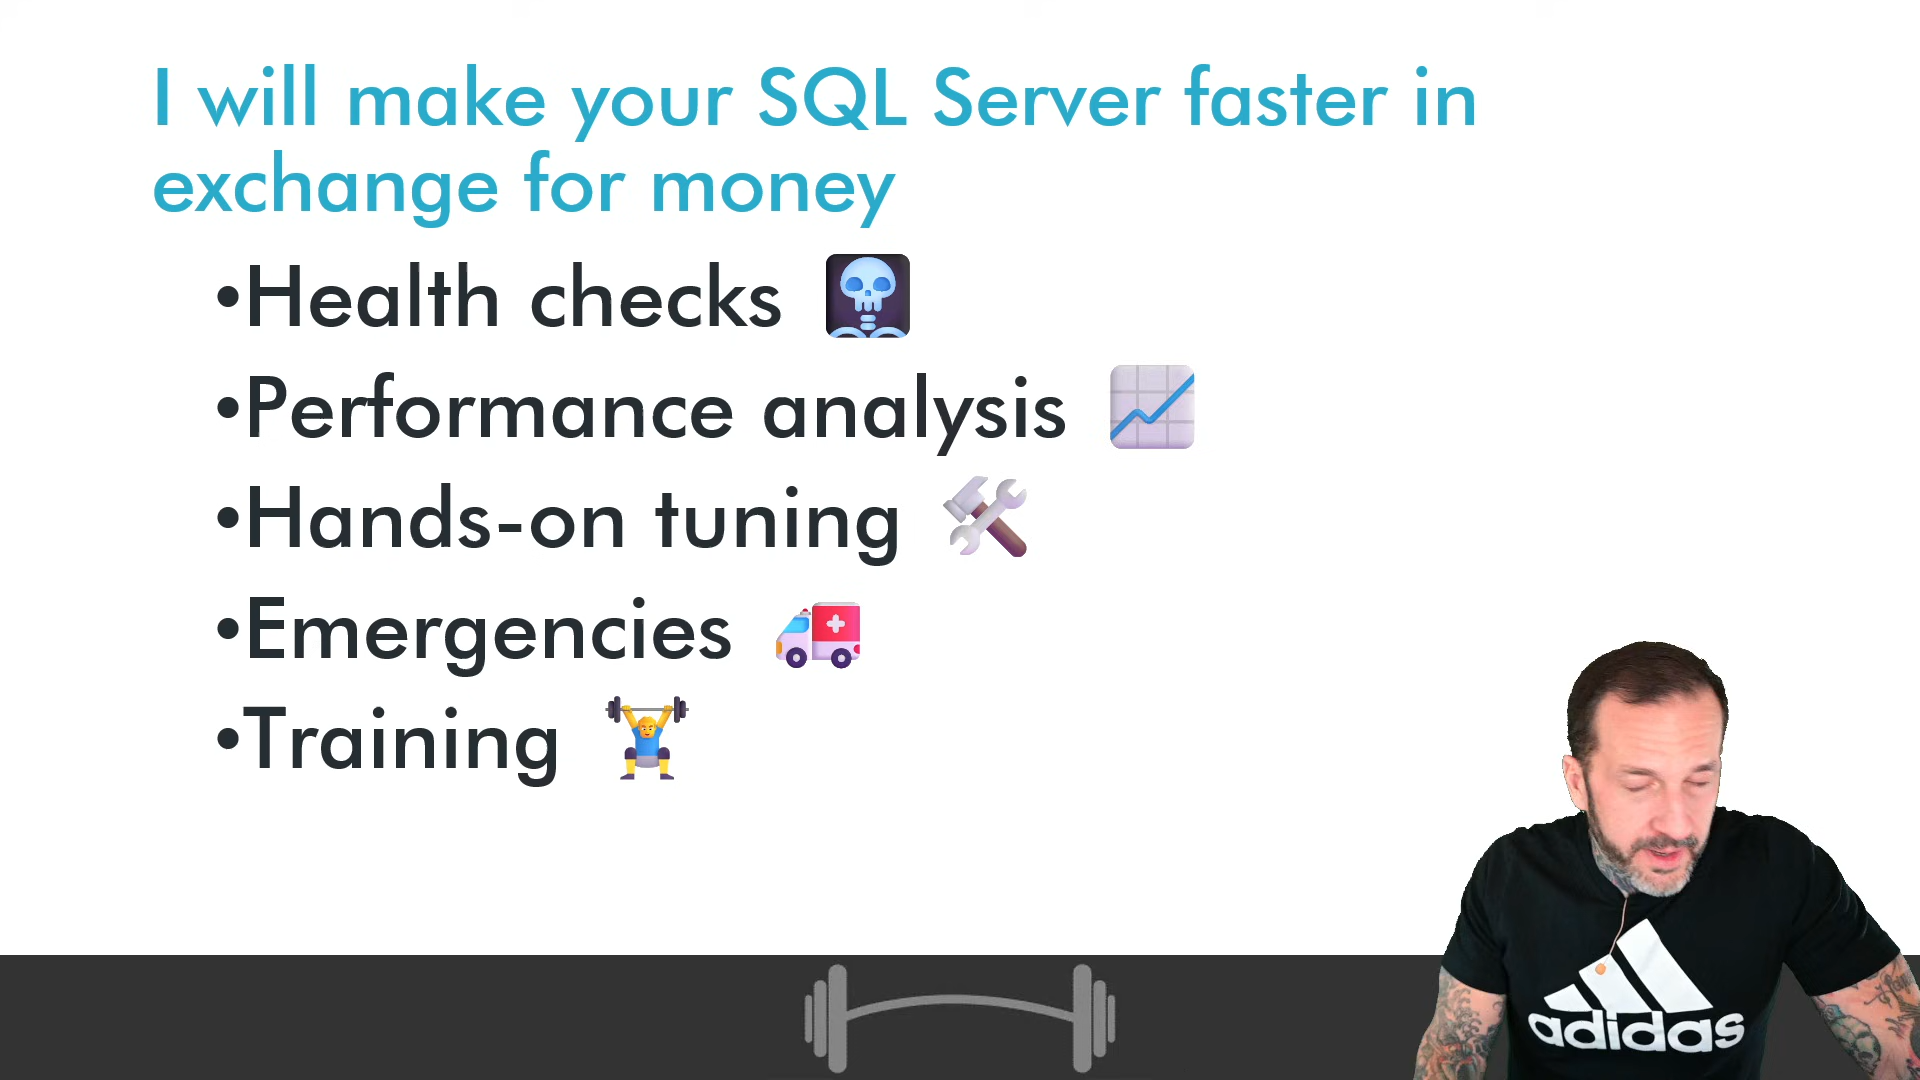 I will make your SQL Server faster in
exchange for money
•Health checks
•Performance analysis
•Hands-on tuning
•Emergencies
•Training
adidas